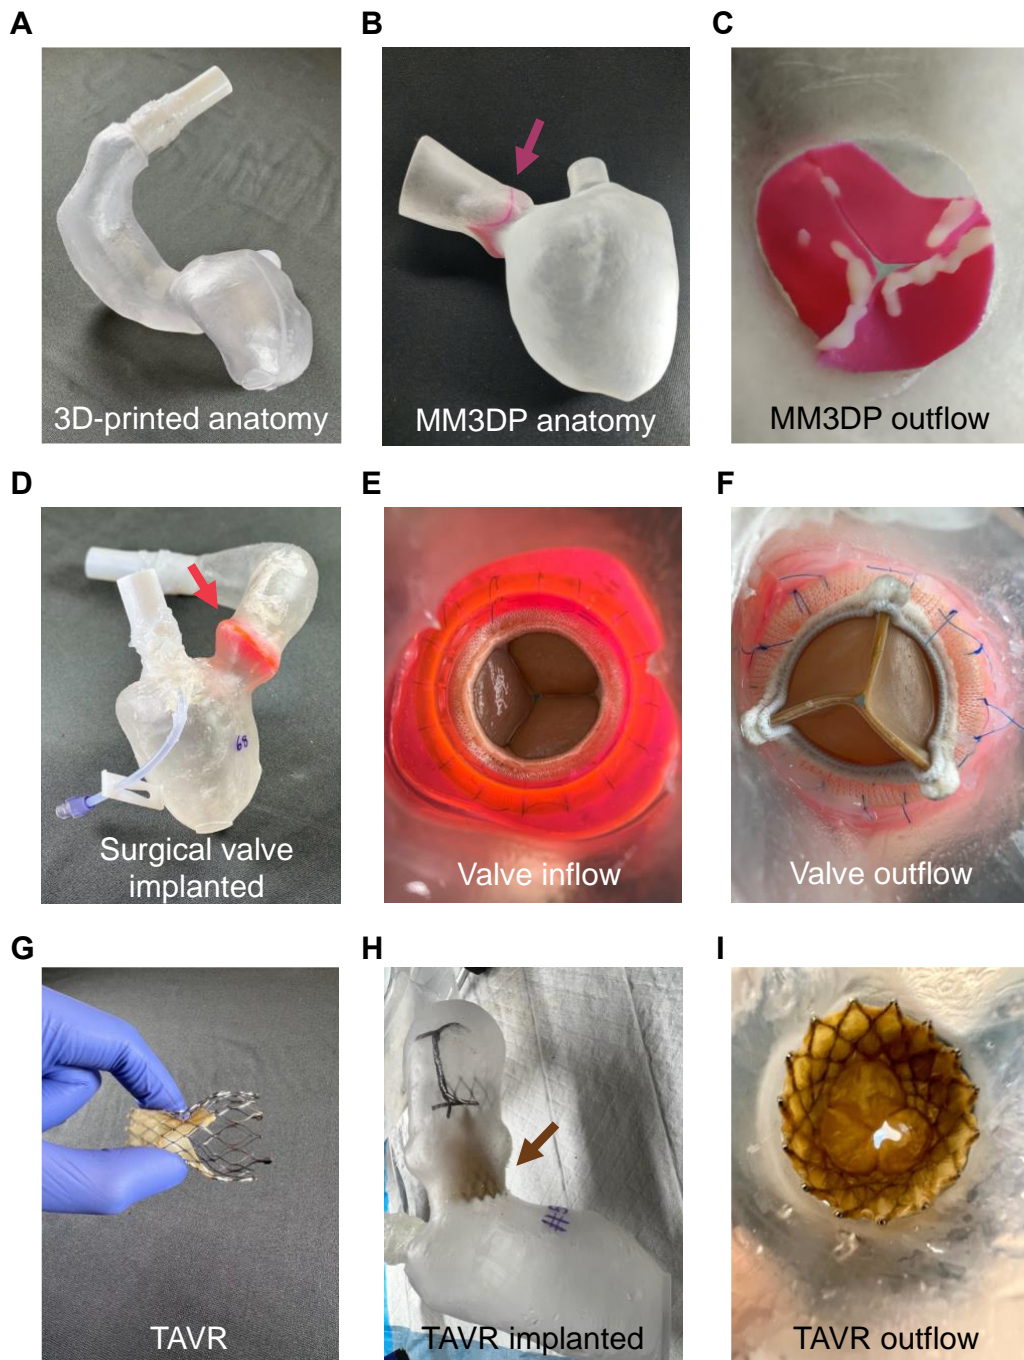 A
B
C
3D-printed anatomy
MM3DP anatomy
MM3DP outflow
D
E
F
68
Surgical valve
implanted
Valve inflow
Valve outflow
G
H
I
TAVR
TAVR implanted
TAVR outflow